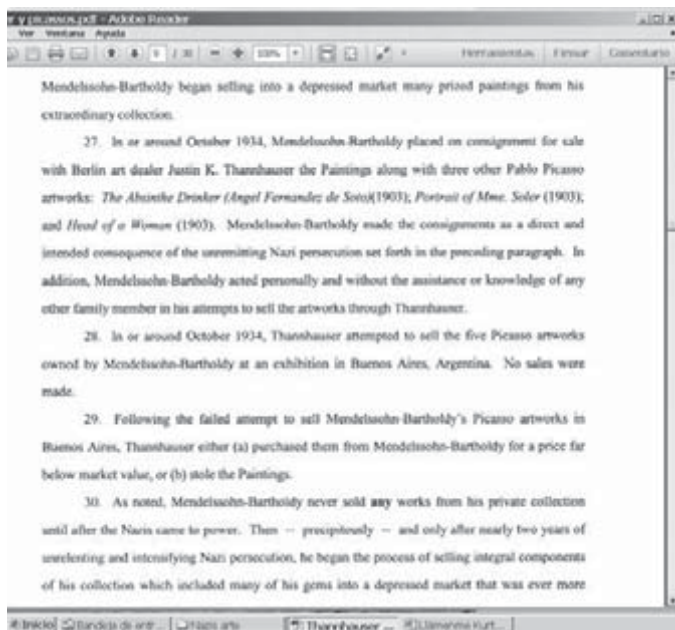 r y picassos.pdf - Adobe Reader
Ver Ventana Ayuda
Herramientas Firmar Comentario
Mendelssohn-Bartholdy began selling into a depressed market many prized paintings from his
extraordinary collection.
27. In or around October 1934, Mendelssohn-Bartholdy placed on consignment for sale
with Berlin art dealer Justin K. Thannhauser the Paintings along with three other Pablo Picasso
artworks: The Absinthe Drinker (Angel Fernandez de Soto)(1903); Portrait of Mme. Soler (1903);
and Head of a Woman (1903). Mendelssohn-Bartholdy made the consignments as a direct and
intended consequence of the unremitting Nazi persecution set forth in the preceding paragraph. In
addition, Mendelssohn-Bartholdy acted personally and without the assistance or knowledge of any
other family member in his attempts to sell the artworks through Thannhauser.
28. In or around October 1934, Thannhauser attempted to sell the five Picasso artworks
owned by Mendelssohn-Bartholdy at an exhibition in Buenos Aires, Argentina. No sales were
made.
29. Following the failed attempt to sell Mendelssohn-Bartholdy's Picasso artworks in
Buenos Aires, Thannhauser either (a) purchased them from Mendelssohn-Bartholdy for a price far
below market value, or (b) stole the Paintings.
30. As noted, Mendelssohn-Bartholdy never sold any works from his private collection
until after the Nazis came to power. Then -- precipitously -- and only after nearly two years of
unrelenting and intensifying Nazi persecution, he began the process of selling integral components
of his collection which included many of his gems into a depressed market that was ever more
Inicio Bandeja de entr... Nazis arte Thannhauser ... Llamenme Kurt...